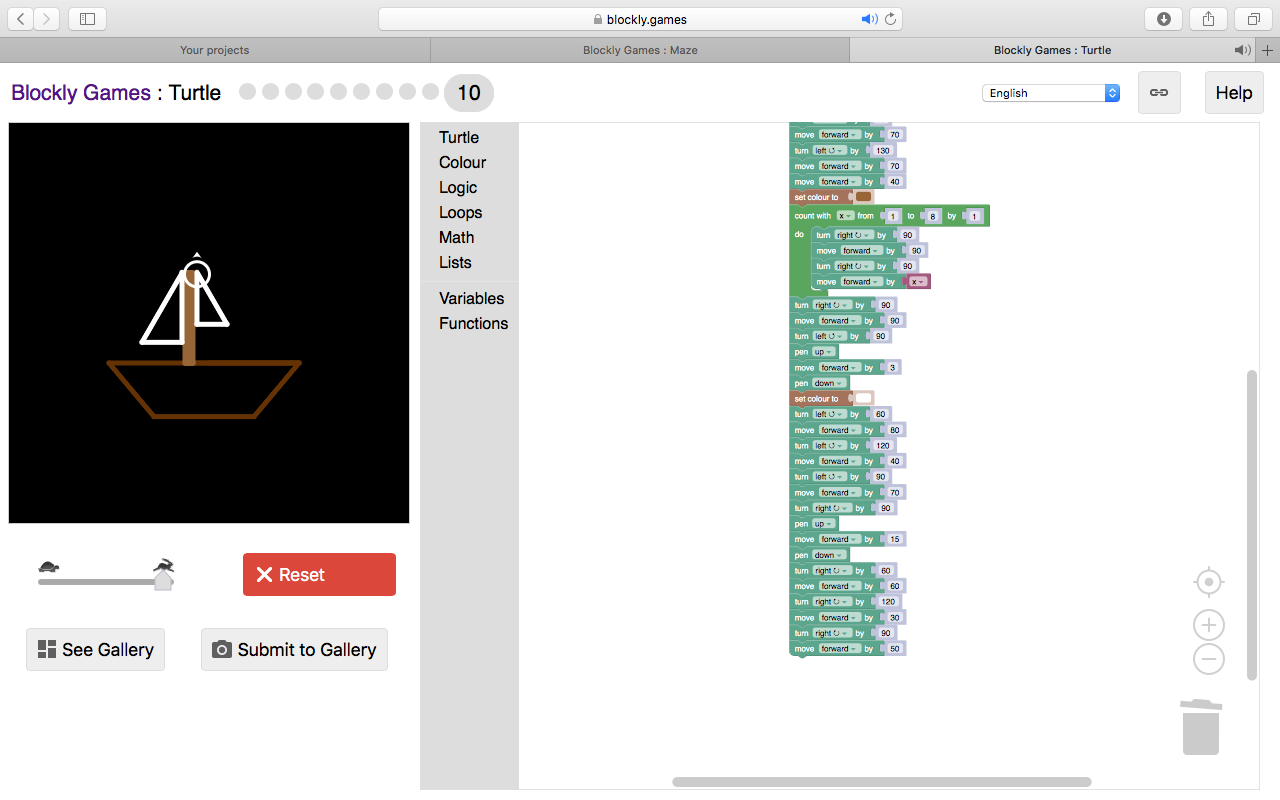 blockly.games
Your projects
Blockly Games : Maze
Blockly Games : Turtle
Blockly Games : Turtle
10
English
Help
Turtle
Colour
Logic
Loops
Math
Lists
Variables
Functions
move forward by 70
turn left by 130
move forward by 70
move forward by 40
set colour to
count with x from 1 to 8 by 1
do turn right by 90
move forward by 90
turn right by 90
move forward by x
turn right by 90
move forward by 90
turn left by 90
pen up
move forward by 3
pen down
set colour to
turn left by 60
move forward by 80
turn left by 120
move forward by 40
turn left by 90
move forward by 70
turn right by 90
pen up
move forward by 15
pen down
turn right by 60
move forward by 60
turn right by 120
move forward by 30
turn right by 90
move forward by 50
Reset
See Gallery
Submit to Gallery